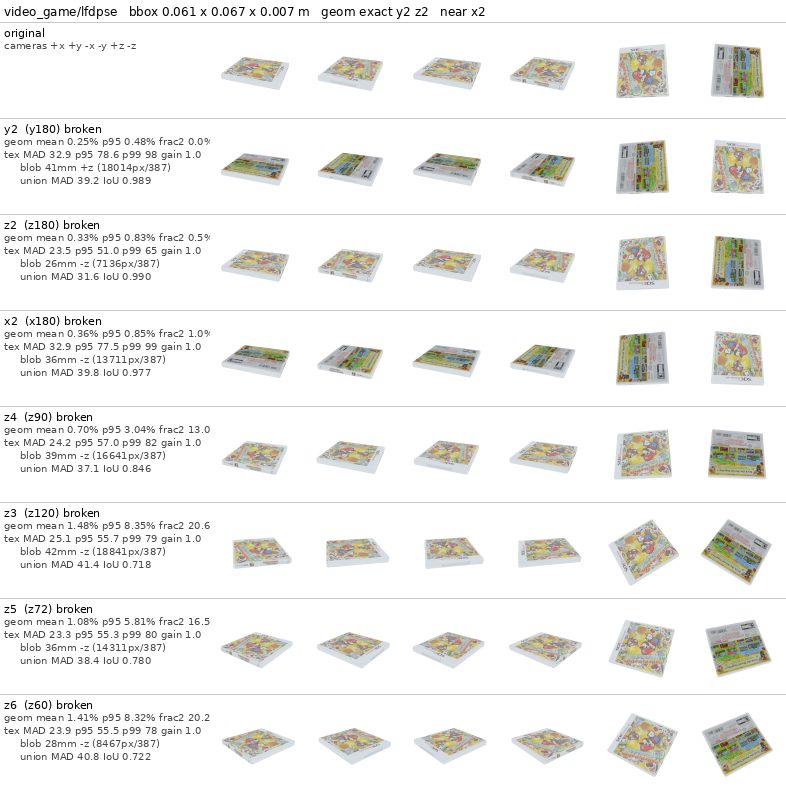 video_game/lfdpse   bbox 0.061 x 0.067 x 0.007 m   geom exact y2 z2   near x2
original
cameras +x +y -x -y +z -z
y2 (y180) broken
geom mean 0.25% p95 0.48% frac2 0.0%
tex MAD 32.9 p95 78.6 p99 98 gain 1.0
blob 41mm +z (18014px/387)
union MAD 39.2 IoU 0.989
z2 (z180) broken
geom mean 0.33% p95 0.83% frac2 0.5%
tex MAD 23.5 p95 51.0 p99 65 gain 1.0
blob 26mm -z (7136px/387)
union MAD 31.6 IoU 0.990
x2 (x180) broken
geom mean 0.36% p95 0.85% frac2 1.0%
tex MAD 32.9 p95 77.5 p99 99 gain 1.0
blob 36mm -z (13711px/387)
union MAD 39.8 IoU 0.977
z4 (z90) broken
geom mean 0.70% p95 3.04% frac2 13.0
tex MAD 24.2 p95 57.0 p99 82 gain 1.0
blob 39mm -z (16641px/387)
union MAD 37.1 IoU 0.846
z3 (z120) broken
geom mean 1.48% p95 8.35% frac2 20.6
tex MAD 25.1 p95 55.7 p99 79 gain 1.0
blob 42mm -z (18841px/387)
union MAD 41.4 IoU 0.718
z5 (z72) broken
geom mean 1.08% p95 5.81% frac2 16.5
tex MAD 23.3 p95 55.3 p99 80 gain 1.0
blob 36mm -z (14311px/387)
union MAD 38.4 IoU 0.780
z6 (z60) broken
geom mean 1.41% p95 8.32% frac2 20.2
tex MAD 23.9 p95 55.5 p99 78 gain 1.0
blob 28mm -z (8467px/387)
union MAD 40.8 IoU 0.722